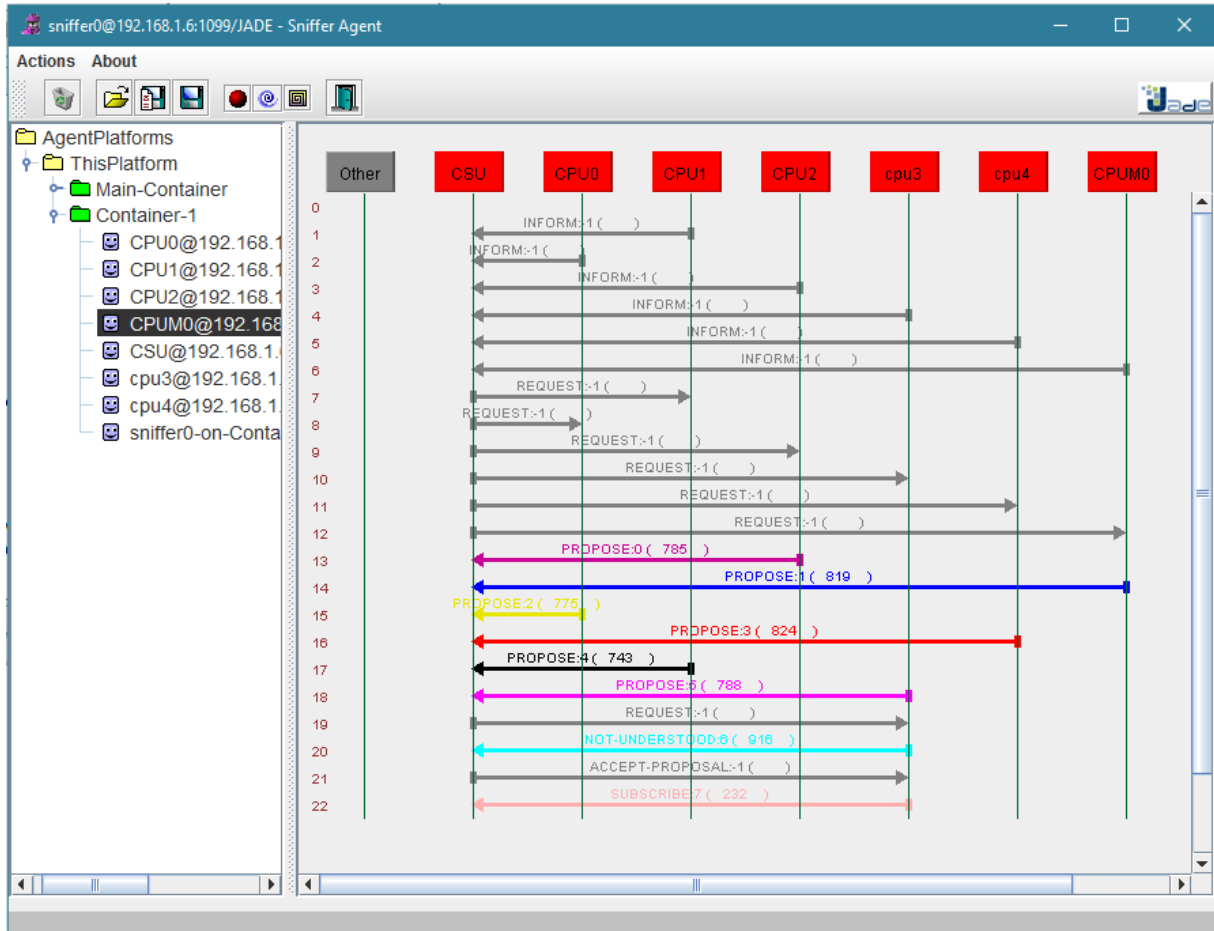 sniffer0@192.168.1.6:1099/JADE - Sniffer Agent
Actions About
Jade
AgentPlatforms
ThisPlatform
Main-Container
Container-1
CPU0@192.168.1
CPU1@192.168.1
CPU2@192.168.1
CPUM0@192.168
CSU@192.168.1.
cpu3@192.168.1.
cpu4@192.168.1.
sniffer0-on-Conta
Other CSU CPU0 CPU1 CPU2 cpu3 cpu4 CPUM0
0
INFORM:-1 ( )
1
INFORM:-1 ( )
2
INFORM:-1 ( )
3
INFORM:-1 ( )
4
INFORM:-1 ( )
5
INFORM:-1 ( )
6
REQUEST:-1 ( )
7
REQUEST:-1 ( )
8
REQUEST:-1 ( )
9
REQUEST:-1 ( )
10
REQUEST:-1 ( )
11
REQUEST:-1 ( )
12
PROPOSE:0 ( 785 )
13
PROPOSE:1 ( 819 )
14
PROPOSE:2 ( 775 )
15
PROPOSE:3 ( 824 )
16
PROPOSE:4 ( 743 )
17
PROPOSE:5 ( 788 )
18
REQUEST:-1 ( )
19
NOT-UNDERSTOOD:6 ( 916 )
20
ACCEPT-PROPOSAL:-1 ( )
21
SUBSCRIBE:7 ( 232 )
22